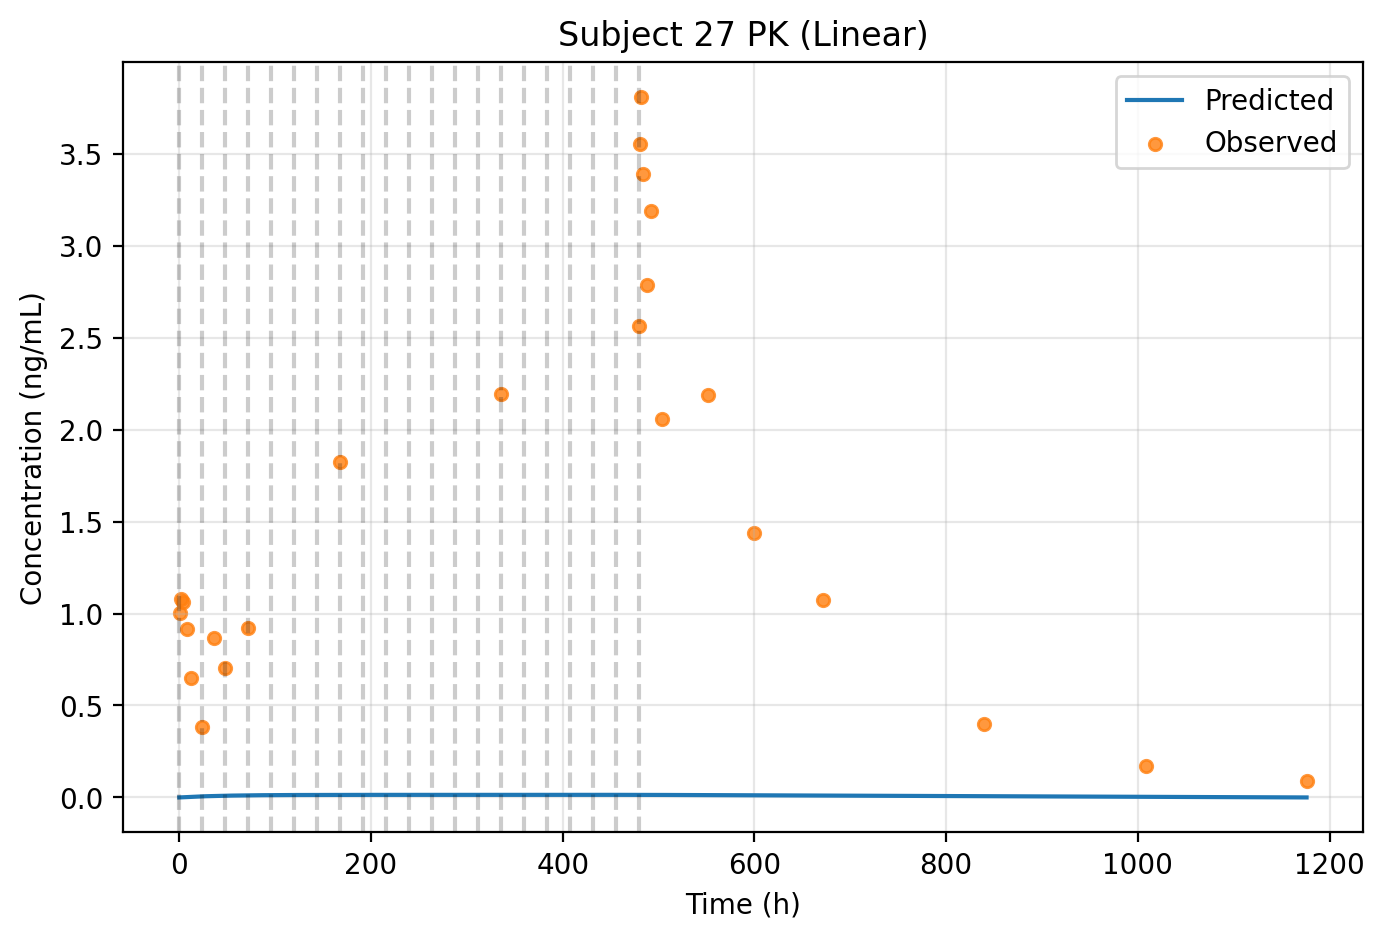 Subject 27 PK (Linear)
Predicted
Observed
Concentration (ng/mL)
3.5
3.0
2.5
2.0
1.5
1.0
0.5
0.0
0 200 400 600 800 1000 1200
Time (h)